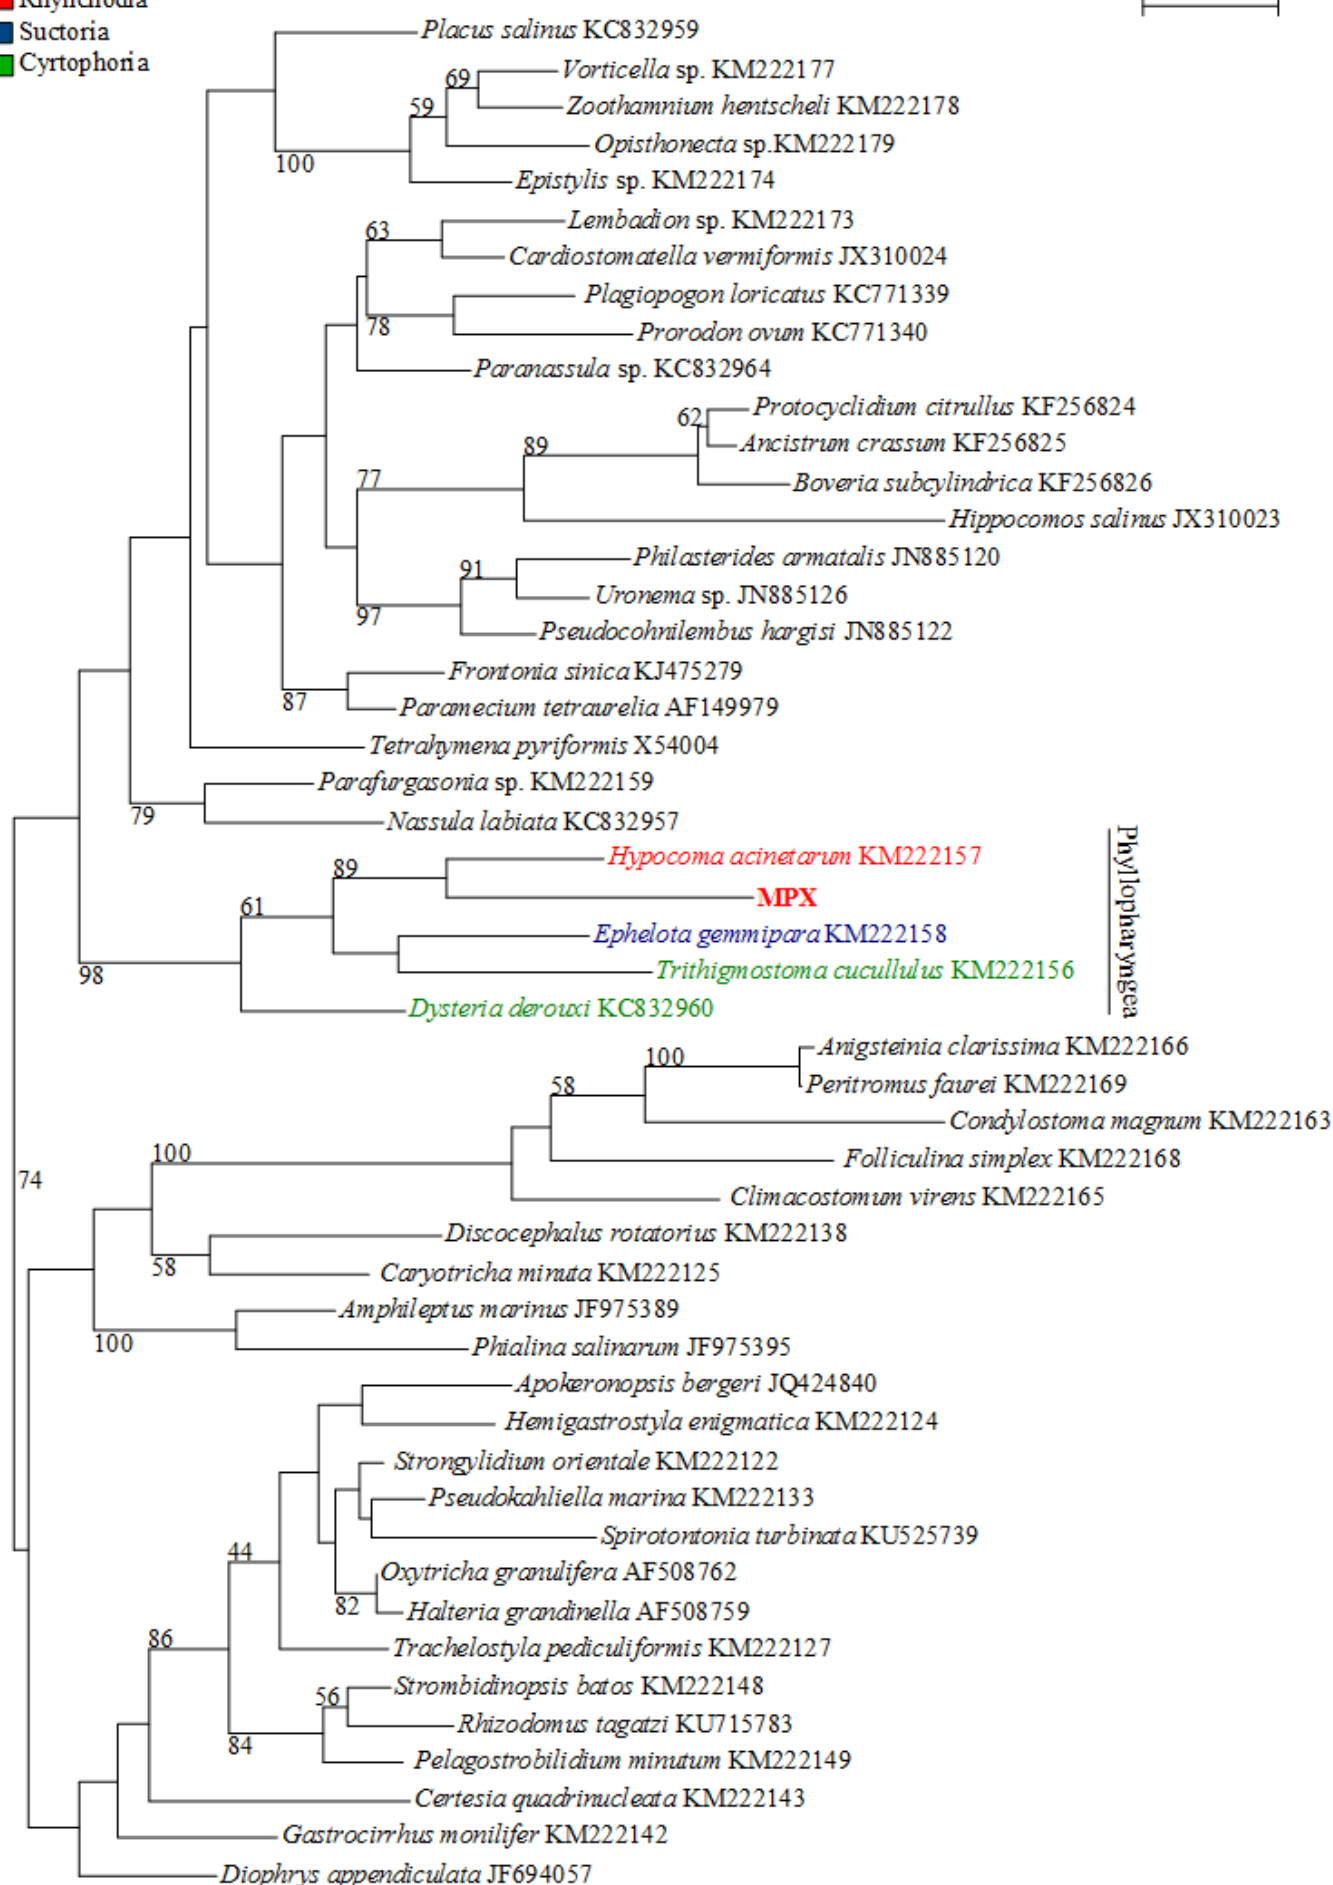 Rhynchodia
Suctoria
Cyrtophoria
Placus salinus KC832959
Vorticella sp. KM222177
69
Zoothamnium hentscheli KM222178
59
Opisthonecta sp.KM222179
100
Epistylis sp. KM222174
Lembadion sp. KM222173
63
Cardiostomatella vermiformis JX310024
Plagiopogon loricatus KC771339
78
Prorodon ovum KC771340
Paranassula sp. KC832964
Protocyclidium citrullus KF256824
62
Ancistrum crassum KF256825
89
77
Boveria subcylindrica KF256826
Hippocomos salinus JX310023
Philasterides armatalis JN885120
91
Uronema sp. JN885126
97
Pseudocohnilembus hargisi JN885122
Frontonia sinica KJ475279
87
Paramecium tetraurelia AF149979
Tetrahymena pyriformis X54004
Parafurgasonia sp. KM222159
79
Nassula labiata KC832957
Hypocoma acinetarum KM222157
89
MPX
61
Ephelota gemmipara KM222158
98
Trithigmostoma cucullulus KM222156
Dysteria derouxi KC832960
Phyllopharyngea
Anigsteinia clarissima KM222166
100
Peritromus faurei KM222169
58
Condylostoma magnum KM222163
100
Folliculina simplex KM222168
74
Climacostomum virens KM222165
Discocephalus rotatorius KM222138
58
Caryotricha minuta KM222125
Amphileptus marinus JF975389
100
Phialina salinarum JF975395
Apokeronopsis bergeri JQ424840
Hemigastrostyla enigmatica KM222124
Strongylidium orientale KM222122
Pseudokahliella marina KM222133
Spirotontonia turbinata KU525739
44
Oxytricha granulifera AF508762
82
Halteria grandinella AF508759
86
Trachelostyla pediculiformis KM222127
Strombidinopsis batos KM222148
56
Rhizodomus tagatzi KU715783
84
Pelagostrobilidium minutum KM222149
Certesia quadrinucleata KM222143
Gastrocirrhus monilifer KM222142
Diophrys appendiculata JF694057